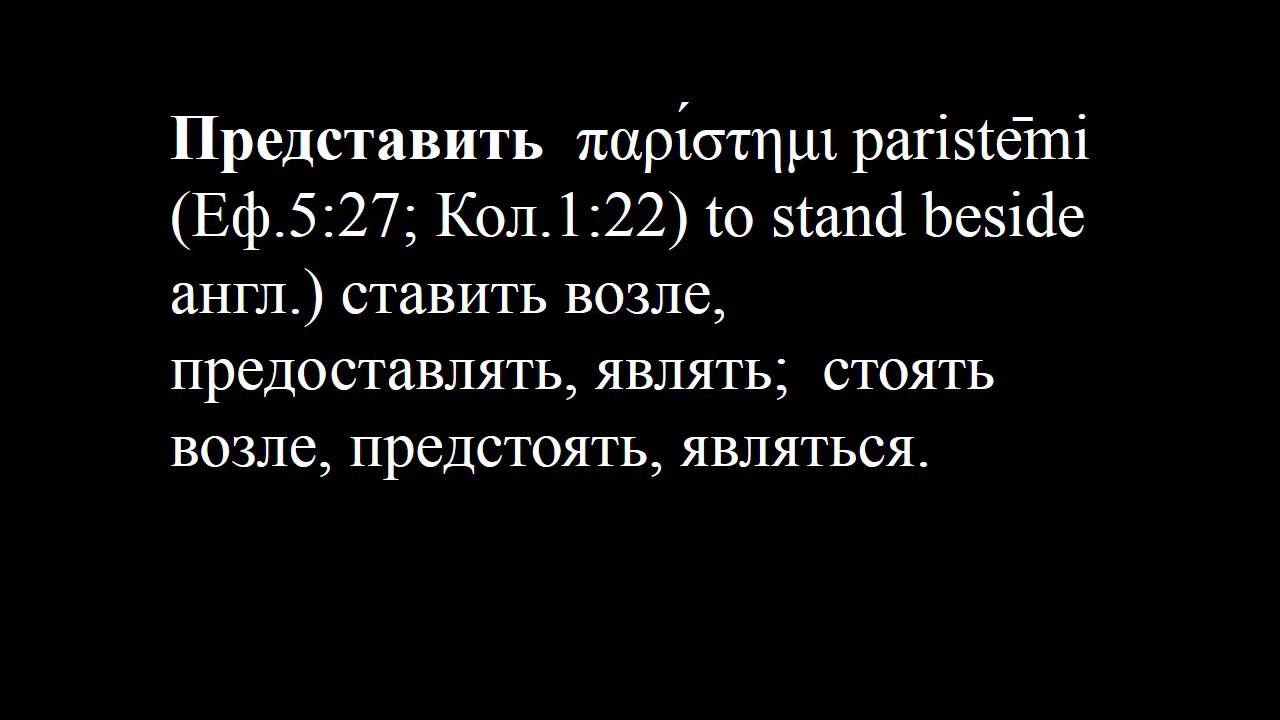 Представить  παρίστημι paristēmi
(Еф.5:27; Кол.1:22) to stand beside
англ.) ставить возле,
предоставлять, являть;  стоять
возле, предстоять, являться.